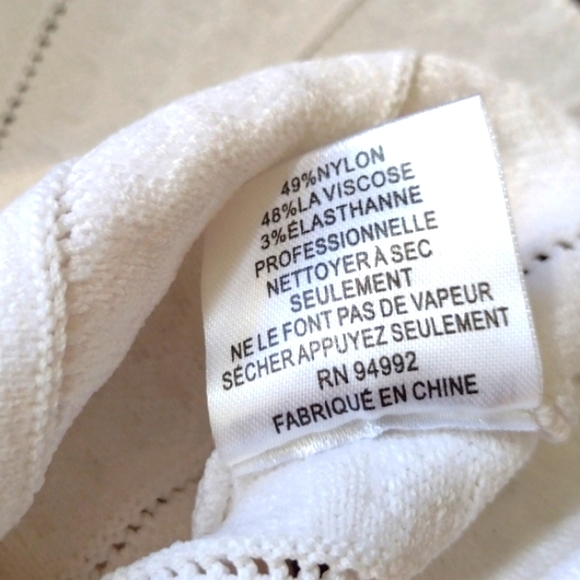 49%NYLON
48%LA VISCOSE
3%ÉLASTHANNE
PROFESSIONNELLE
NETTOYER À SEC
SEULEMENT
NE LE FONT PAS DE VAPEUR
SÉCHER APPUYEZ SEULEMENT
RN 94992
FABRIQUÉ EN CHINE